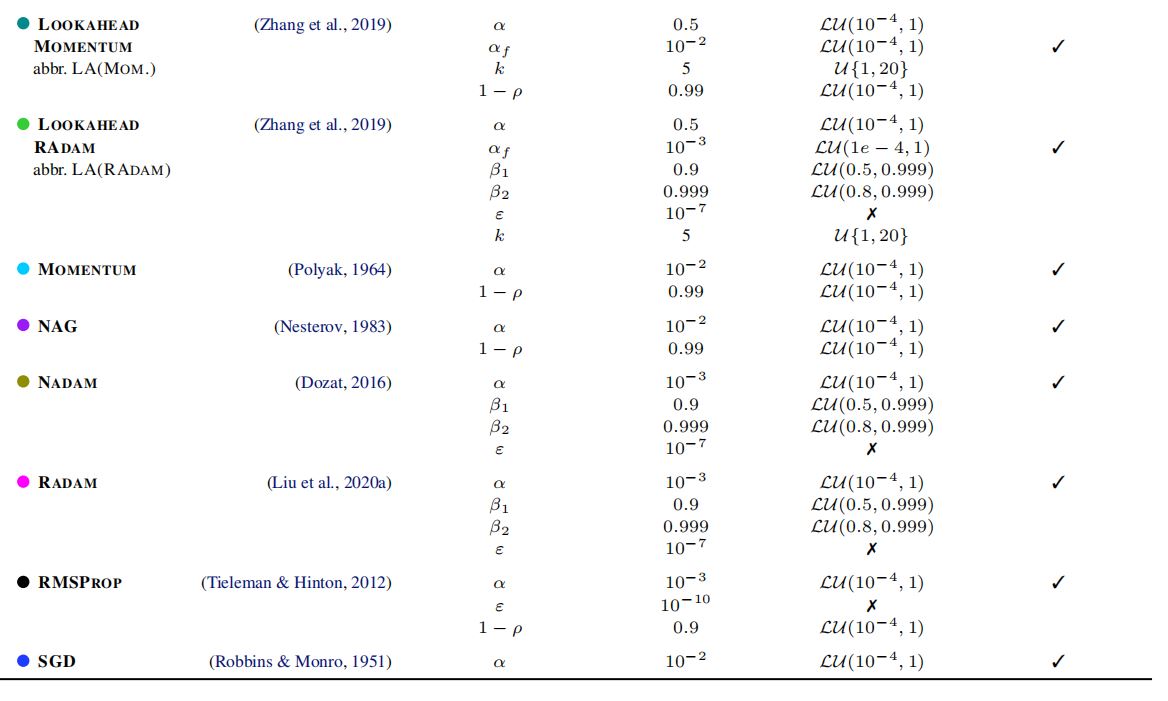 LOOKAHEAD (Zhang et al., 2019) α 0.5 ℒ𝒰(10⁻⁴, 1)
MOMENTUM α_f 10⁻² ℒ𝒰(10⁻⁴, 1) ✓
abbr. LA(MOM.) k 5 𝒰{1, 20}
1 − ρ 0.99 ℒ𝒰(10⁻⁴, 1)
LOOKAHEAD (Zhang et al., 2019) α 0.5 ℒ𝒰(10⁻⁴, 1)
RADAM α_f 10⁻³ ℒ𝒰(1e − 4, 1) ✓
abbr. LA(RADAM) β₁ 0.9 ℒ𝒰(0.5, 0.999)
β₂ 0.999 ℒ𝒰(0.8, 0.999)
ε 10⁻⁷ ✗
k 5 𝒰{1, 20}
MOMENTUM (Polyak, 1964) α 10⁻² ℒ𝒰(10⁻⁴, 1) ✓
1 − ρ 0.99 ℒ𝒰(10⁻⁴, 1)
NAG (Nesterov, 1983) α 10⁻² ℒ𝒰(10⁻⁴, 1) ✓
1 − ρ 0.99 ℒ𝒰(10⁻⁴, 1)
NADAM (Dozat, 2016) α 10⁻³ ℒ𝒰(10⁻⁴, 1) ✓
β₁ 0.9 ℒ𝒰(0.5, 0.999)
β₂ 0.999 ℒ𝒰(0.8, 0.999)
ε 10⁻⁷ ✗
RADAM (Liu et al., 2020a) α 10⁻³ ℒ𝒰(10⁻⁴, 1) ✓
β₁ 0.9 ℒ𝒰(0.5, 0.999)
β₂ 0.999 ℒ𝒰(0.8, 0.999)
ε 10⁻⁷ ✗
RMSPROP (Tieleman & Hinton, 2012) α 10⁻³ ℒ𝒰(10⁻⁴, 1) ✓
ε 10⁻¹⁰ ✗
1 − ρ 0.9 ℒ𝒰(10⁻⁴, 1)
SGD (Robbins & Monro, 1951) α 10⁻² ℒ𝒰(10⁻⁴, 1) ✓